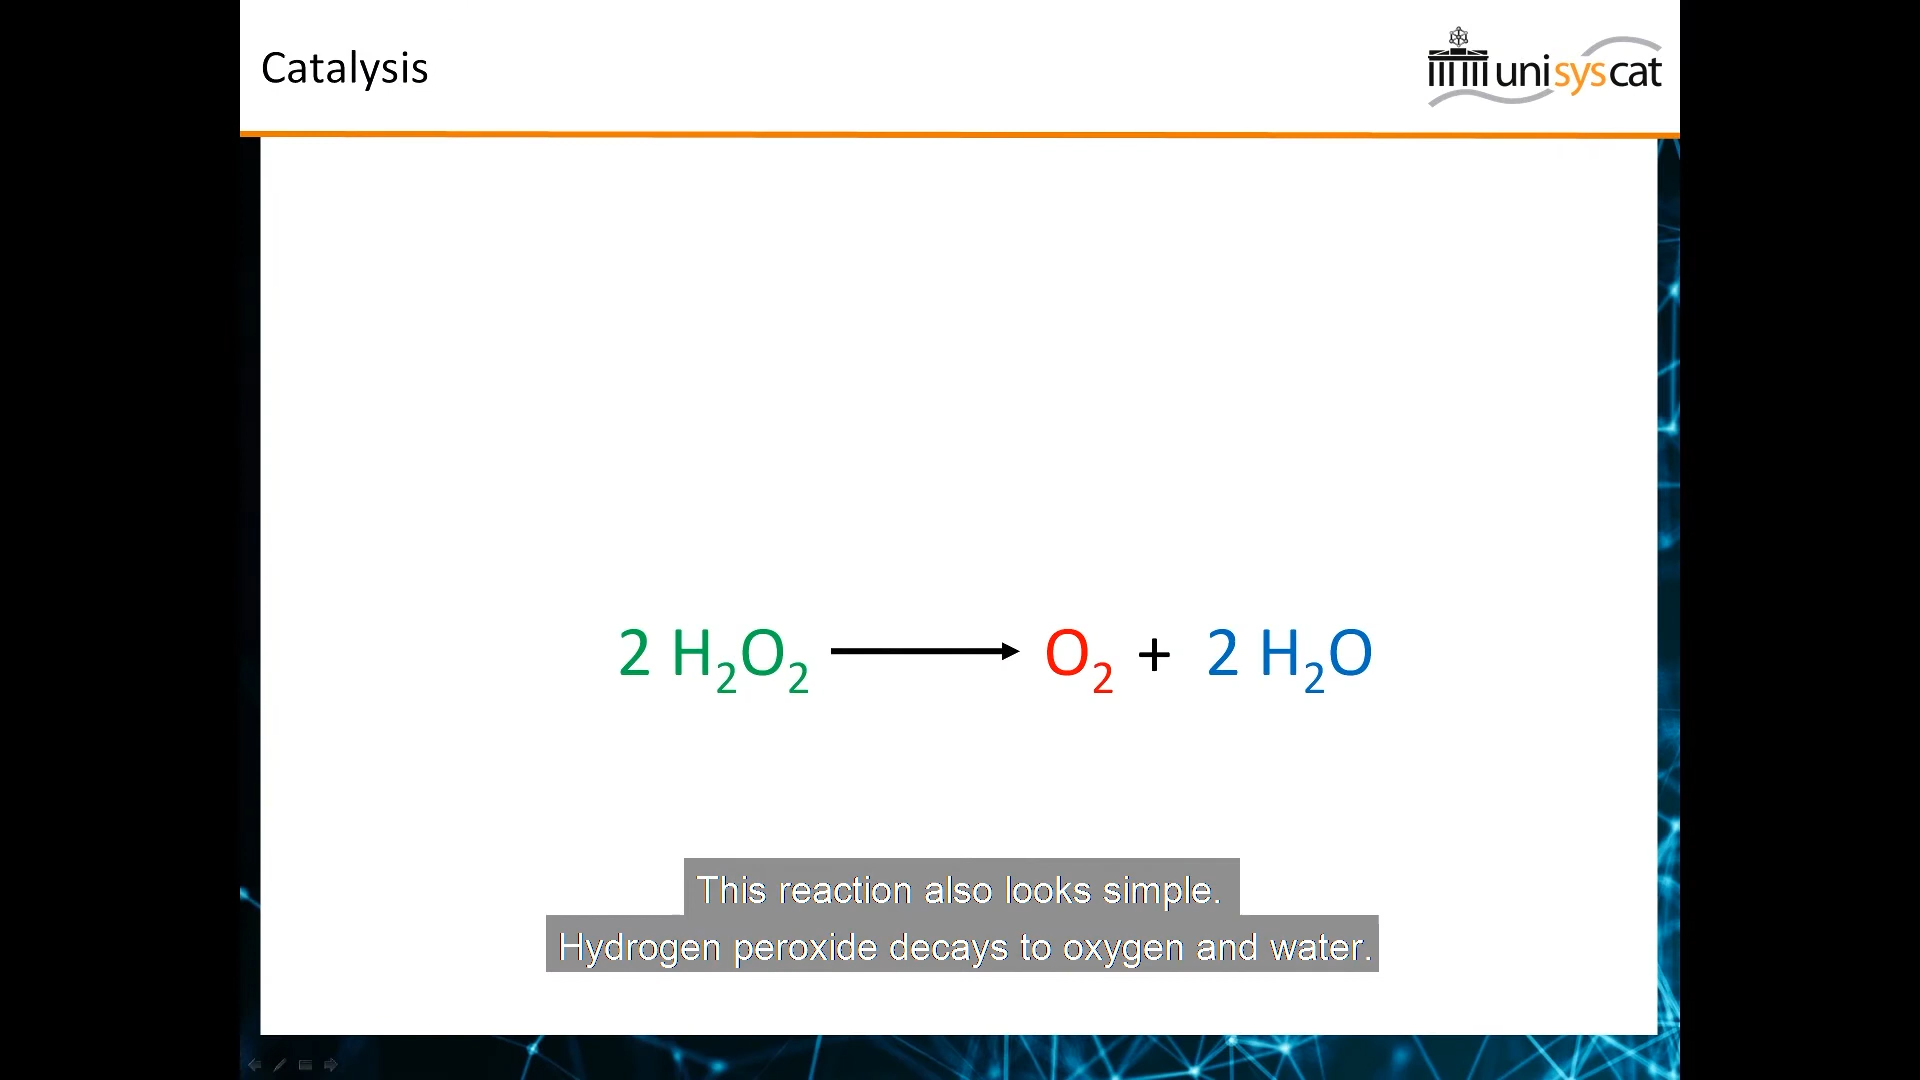 Catalysis
unisyscat
2 H₂O₂ ⟶ O₂ + 2 H₂O
This reaction also looks simple.
Hydrogen peroxide decays to oxygen and water.